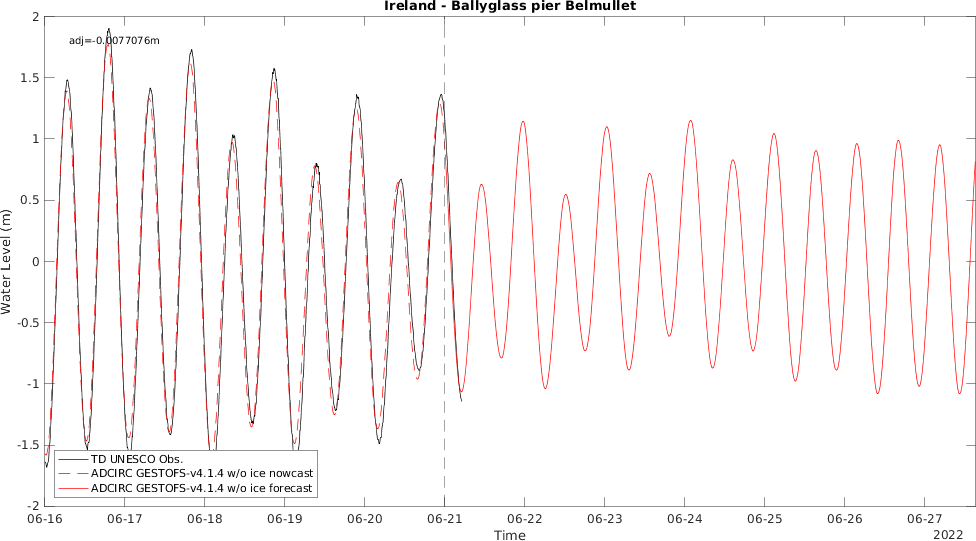 Ireland - Ballyglass pier Belmullet
adj=-0.0077076m
Water Level (m)
2
1.5
1
0.5
0
-0.5
-1
-1.5
-2
TD UNESCO Obs.
ADCIRC GESTOFS-v4.1.4 w/o ice nowcast
ADCIRC GESTOFS-v4.1.4 w/o ice forecast
06-16 06-17 06-18 06-19 06-20 06-21 06-22 06-23 06-24 06-25 06-26 06-27
Time
2022